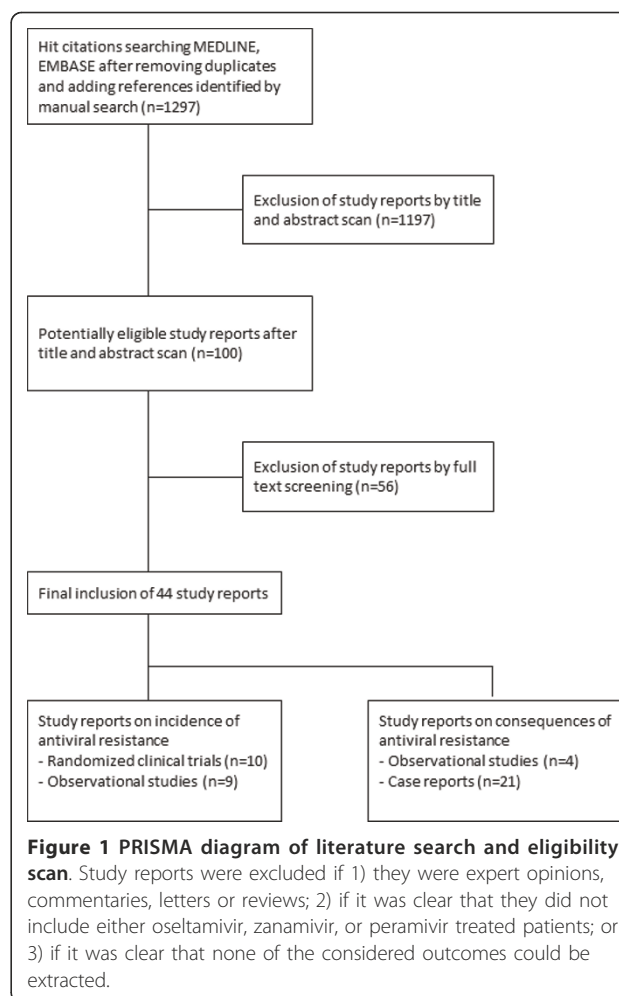 Hit citations searching MEDLINE,
EMBASE after removing duplicates
and adding references identified by
manual search (n=1297)
Exclusion of study reports by title
and abstract scan (n=1197)
Potentially eligible study reports after
title and abstract scan (n=100)
Exclusion of study reports by full
text screening (n=56)
Final inclusion of 44 study reports
Study reports on incidence of
antiviral resistance
- Randomized clinical trials (n=10)
- Observational studies (n=9)
Study reports on consequences of
antiviral resistance
- Observational studies (n=4)
- Case reports (n=21)
Figure 1 PRISMA diagram of literature search and eligibility
scan. Study reports were excluded if 1) they were expert opinions,
commentaries, letters or reviews; 2) if it was clear that they did not
include either oseltamivir, zanamivir, or peramivir treated patients; or
3) if it was clear that none of the considered outcomes could be
extracted.